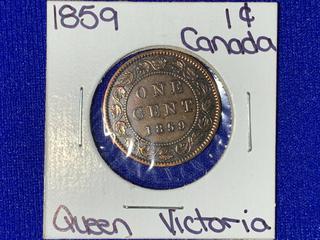 1859 1¢
Canada
ONE
CENT
1859
Queen Victoria